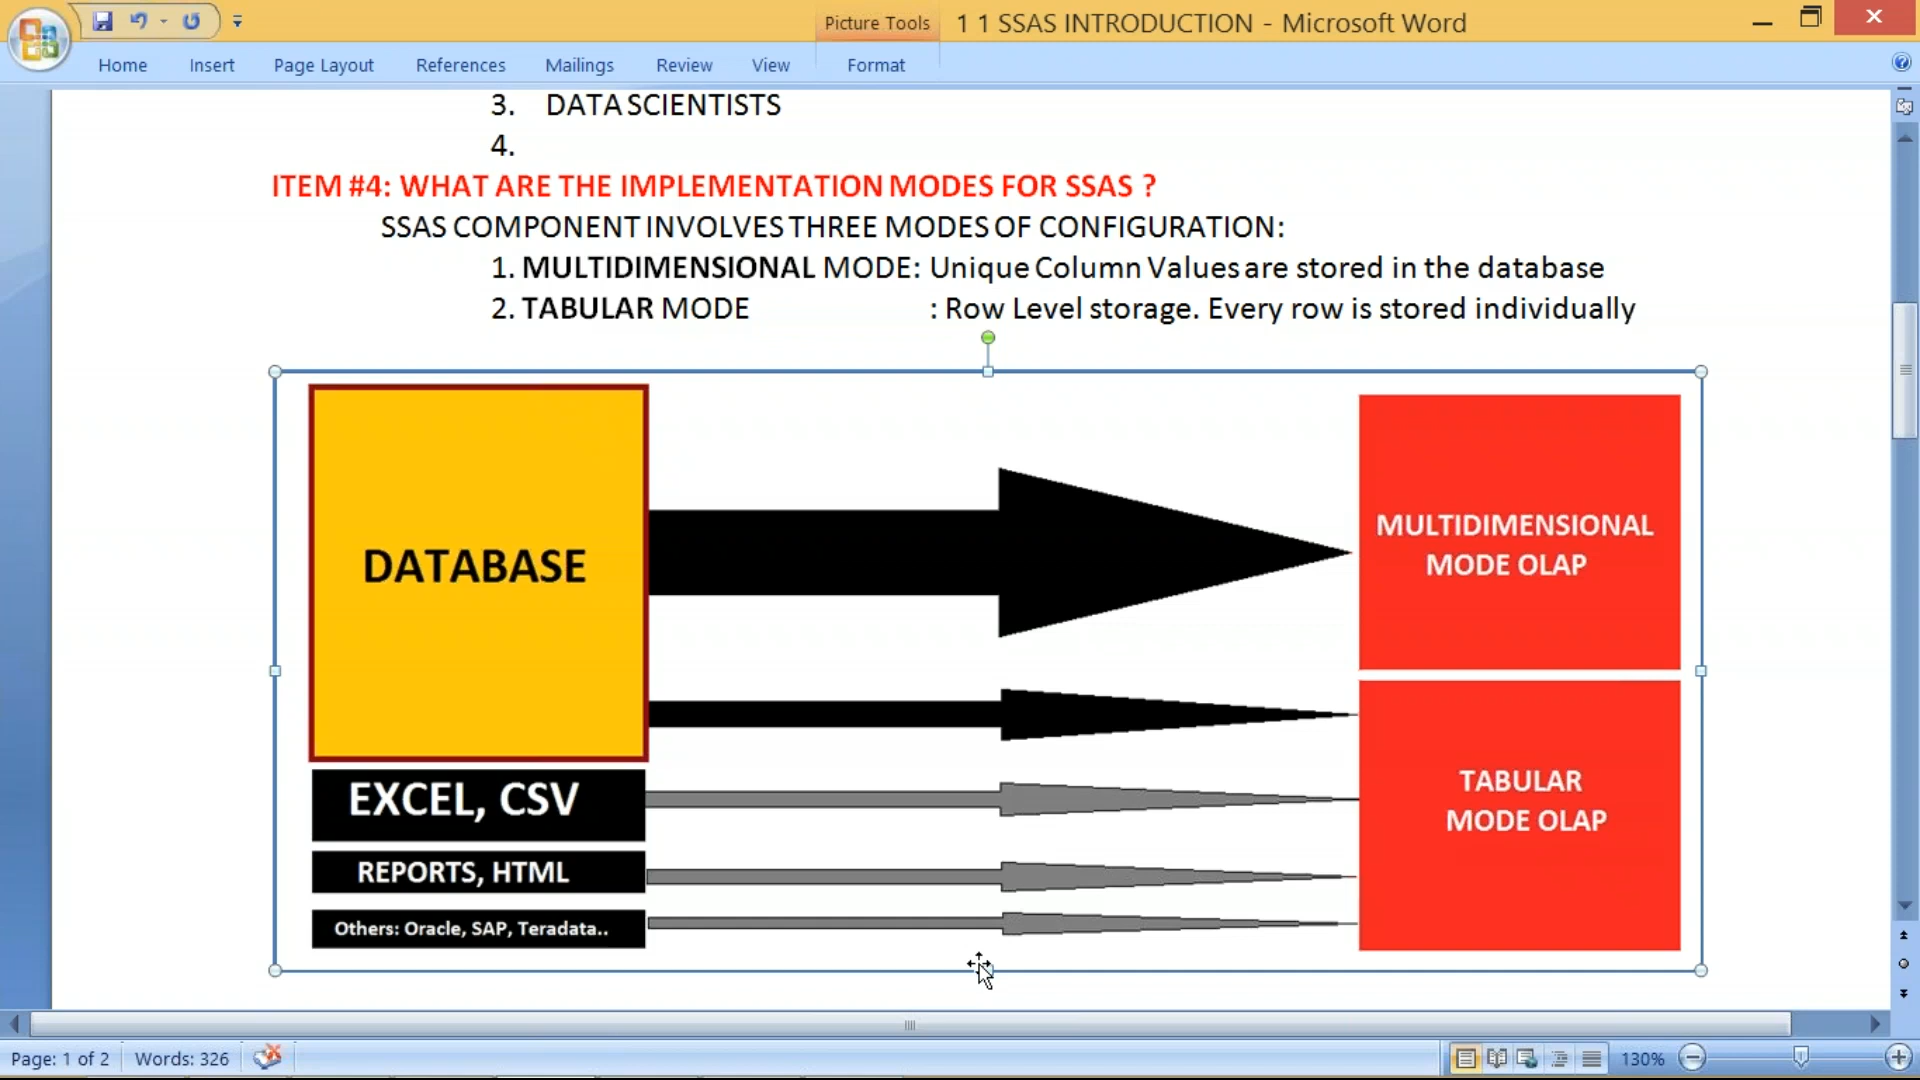 Picture Tools
1 1 SSAS INTRODUCTION - Microsoft Word
Home Insert Page Layout References Mailings Review View Format
3. DATA SCIENTISTS
4.
ITEM #4: WHAT ARE THE IMPLEMENTATION MODES FOR SSAS ?
SSAS COMPONENT INVOLVES THREE MODES OF CONFIGURATION:
1. MULTIDIMENSIONAL MODE: Unique Column Values are stored in the database
2. TABULAR MODE : Row Level storage. Every row is stored individually
DATABASE
MULTIDIMENSIONAL
MODE OLAP
EXCEL, CSV
REPORTS, HTML
Others: Oracle, SAP, Teradata..
TABULAR
MODE OLAP
Page: 1 of 2 Words: 326 130%